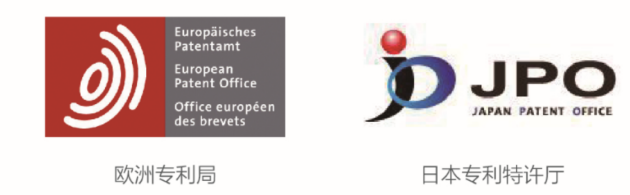 Europäisches
Patentamt
European
Patent Office
Office européen
des brevets
JPO
JAPAN PATENT OFFICE
欧洲专利局
日本专利特许厅